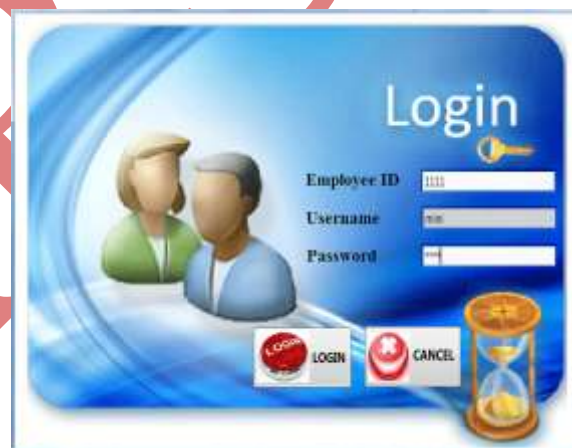 Login
Employee ID 1111
Username
Password ****
LOGIN LOGIN CANCEL